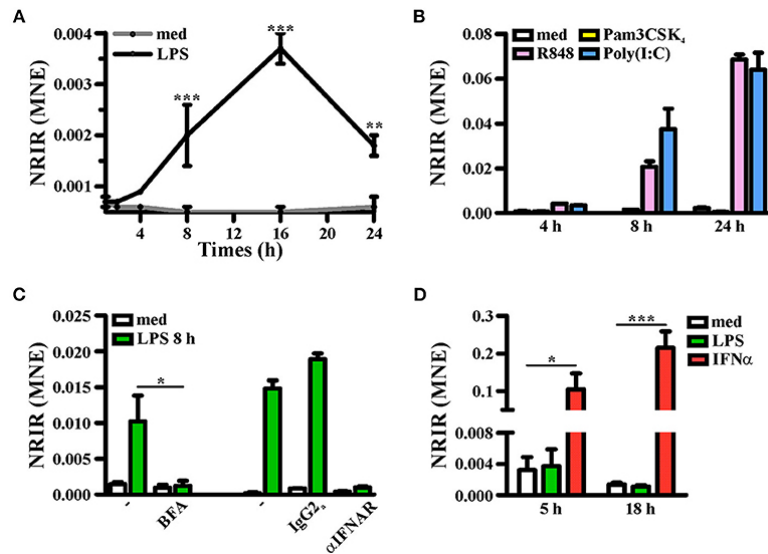 A
med
LPS
NRIR (MNE)
0.004
0.003
0.002
0.001
***
***
**
4 8 12 16 20 24
Times (h)
B
med Pam3CSK4
R848 Poly(I:C)
NRIR (MNE)
0.08
0.06
0.04
0.02
0.00
4 h 8 h 24 h
C
med
LPS 8 h
NRIR (MNE)
0.025
0.020
0.015
0.010
0.005
0.000
*
- BFA - IgG2a αIFNAR
D
med
LPS
IFNα
NRIR (MNE)
0.3
0.2
0.1
0.008
0.004
0.000
*
***
5 h 18 h